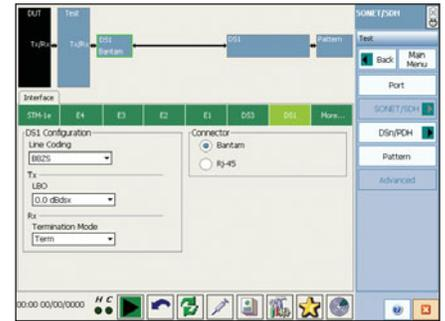 DUT
Test
SONET/SDH
Tx/Rx
Tx/Rx
DS1
Bantam
DS1
Pattern
Test
Back
Main Menu
Port
Interface
SONET/SDH
STM-1e E4 E3 E2 E1 DS3 DS1 More...
DSn/PDH
DS1 Configuration
Connector
Line Coding
Bantam
B8ZS
RJ-45
Pattern
Tx
Advanced
LBO
0.0 dBdsx
Rx
Termination Mode
Term
00:00 00/00/0000
H C